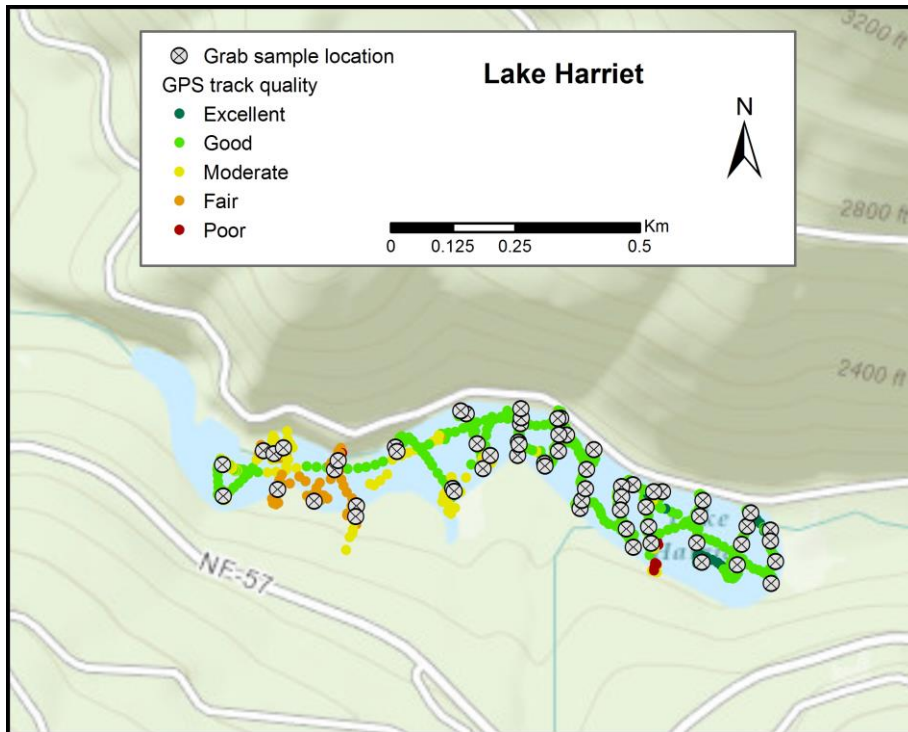 3200 ft
Grab sample location
Lake Harriet
GPS track quality
Excellent
N
Good
Moderate
Fair
2800 ft
Poor
Km
0 0.125 0.25 0.5
2400 ft
NF-57